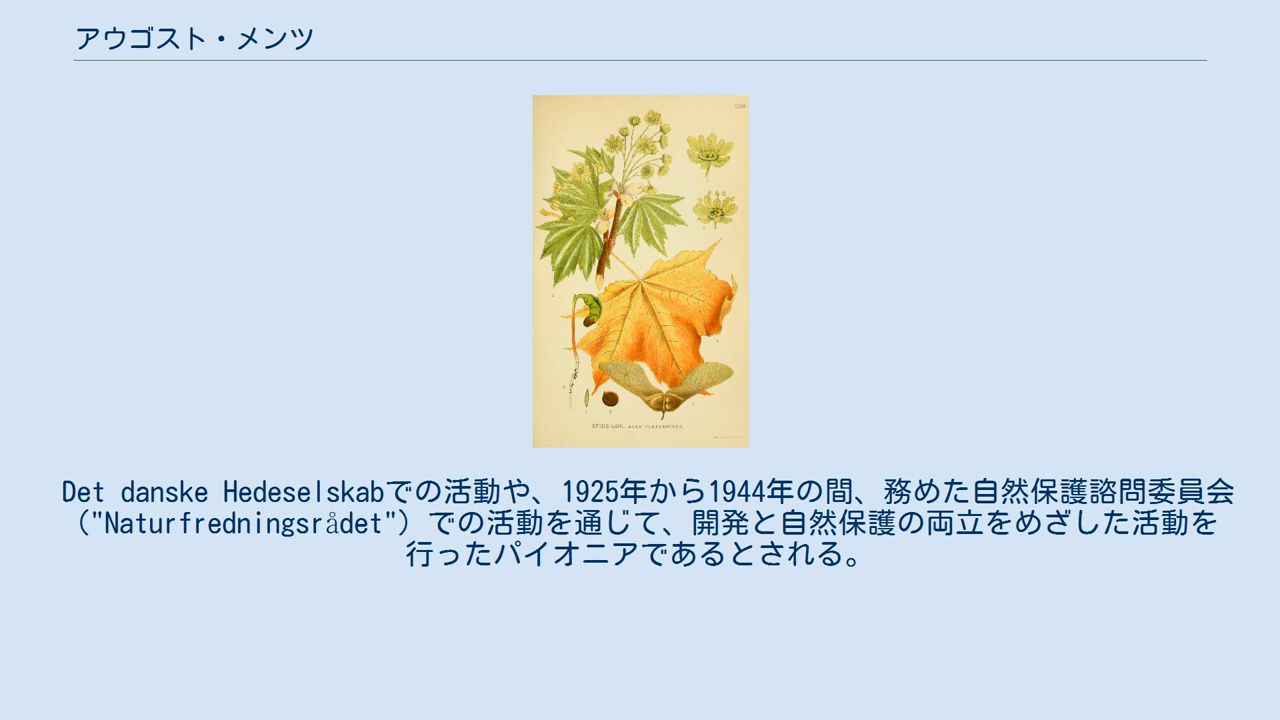 アウゴスト・メンツ
SPIDS-LØN, ACER PLATANOIDES.
Det danske Hedeselskabでの活動や、1925年から1944年の間、務めた自然保護諮問委員会
（"Naturfredningsrådet"）での活動を通じて、開発と自然保護の両立をめざした活動を
行ったパイオニアであるとされる。